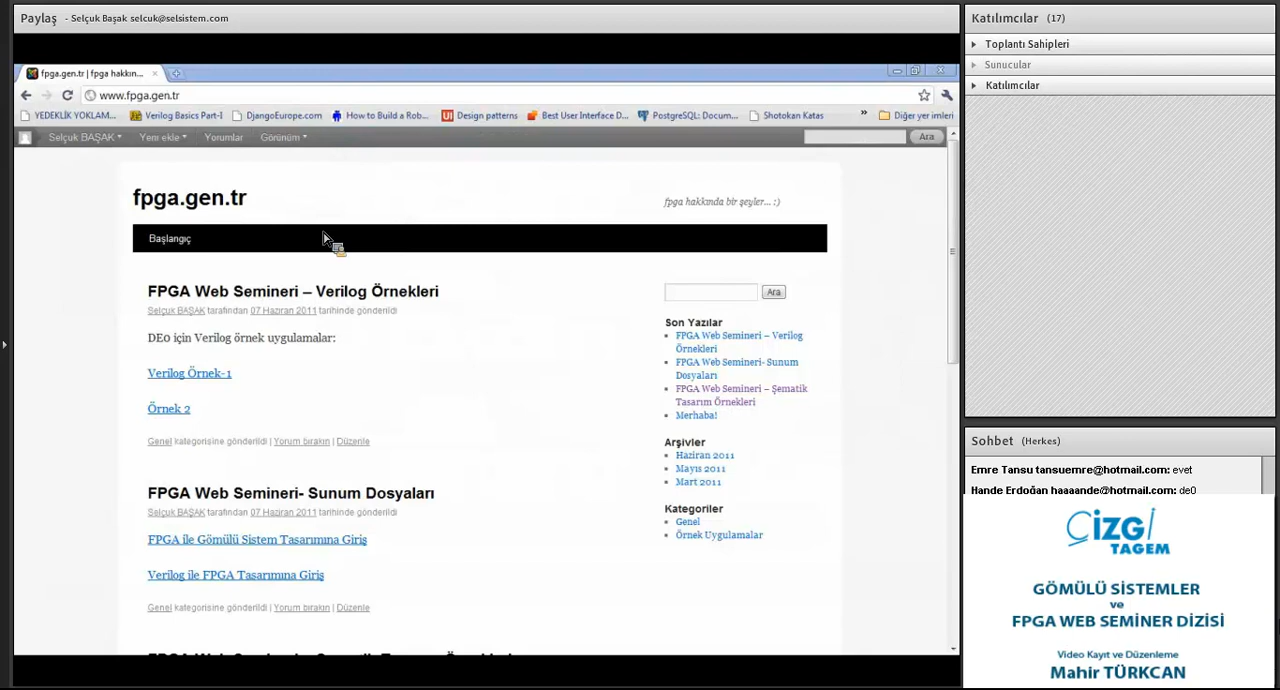 Paylaş - Selçuk Başak selcuk@selsistem.com
fpga.gen.tr | fpga hakkın...
www.fpga.gen.tr
YEDEKLİK YOKLAM...
Verilog Basics Part-I
DjangoEurope.com
How to Build a Rob...
Design patterns
Best User Interface D...
PostgreSQL: Docum...
Shotokan Katas
»
Diğer yer imleri
Selçuk BAŞAK
Yeni ekle
Yorumlar
Görünüm
Ara
fpga.gen.tr
fpga hakkında bir şeyler... :)
Başlangıç
FPGA Web Semineri – Verilog Örnekleri
Selçuk BAŞAK tarafından 07 Haziran 2011 tarihinde gönderildi
DE0 için Verilog örnek uygulamalar:
Verilog Örnek-1
Örnek 2
Genel kategorisine gönderildi | Yorum bırakın | Düzenle
FPGA Web Semineri- Sunum Dosyaları
Selçuk BAŞAK tarafından 07 Haziran 2011 tarihinde gönderildi
FPGA ile Gömülü Sistem Tasarımına Giriş
Verilog ile FPGA Tasarımına Giriş
Genel kategorisine gönderildi | Yorum bırakın | Düzenle
Ara
Son Yazılar
FPGA Web Semineri – Verilog
Örnekleri
FPGA Web Semineri- Sunum
Dosyaları
FPGA Web Semineri – Şematik
Tasarım Örnekleri
Merhaba!
Arşivler
Haziran 2011
Mayıs 2011
Mart 2011
Kategoriler
Genel
Örnek Uygulamalar
Katılımcılar (17)
Toplantı Sahipleri
Sunucular
Katılımcılar
Sohbet (Herkes)
Emre Tansu tansuemre@hotmail.com: evet
Hande Erdoğan haaaande@hotmail.com: de0
ÇİZGİ
TAGEM
GÖMÜLÜ SİSTEMLER
ve
FPGA WEB SEMİNER DİZİSİ
Video Kayıt ve Düzenleme
Mahir TÜRKCAN